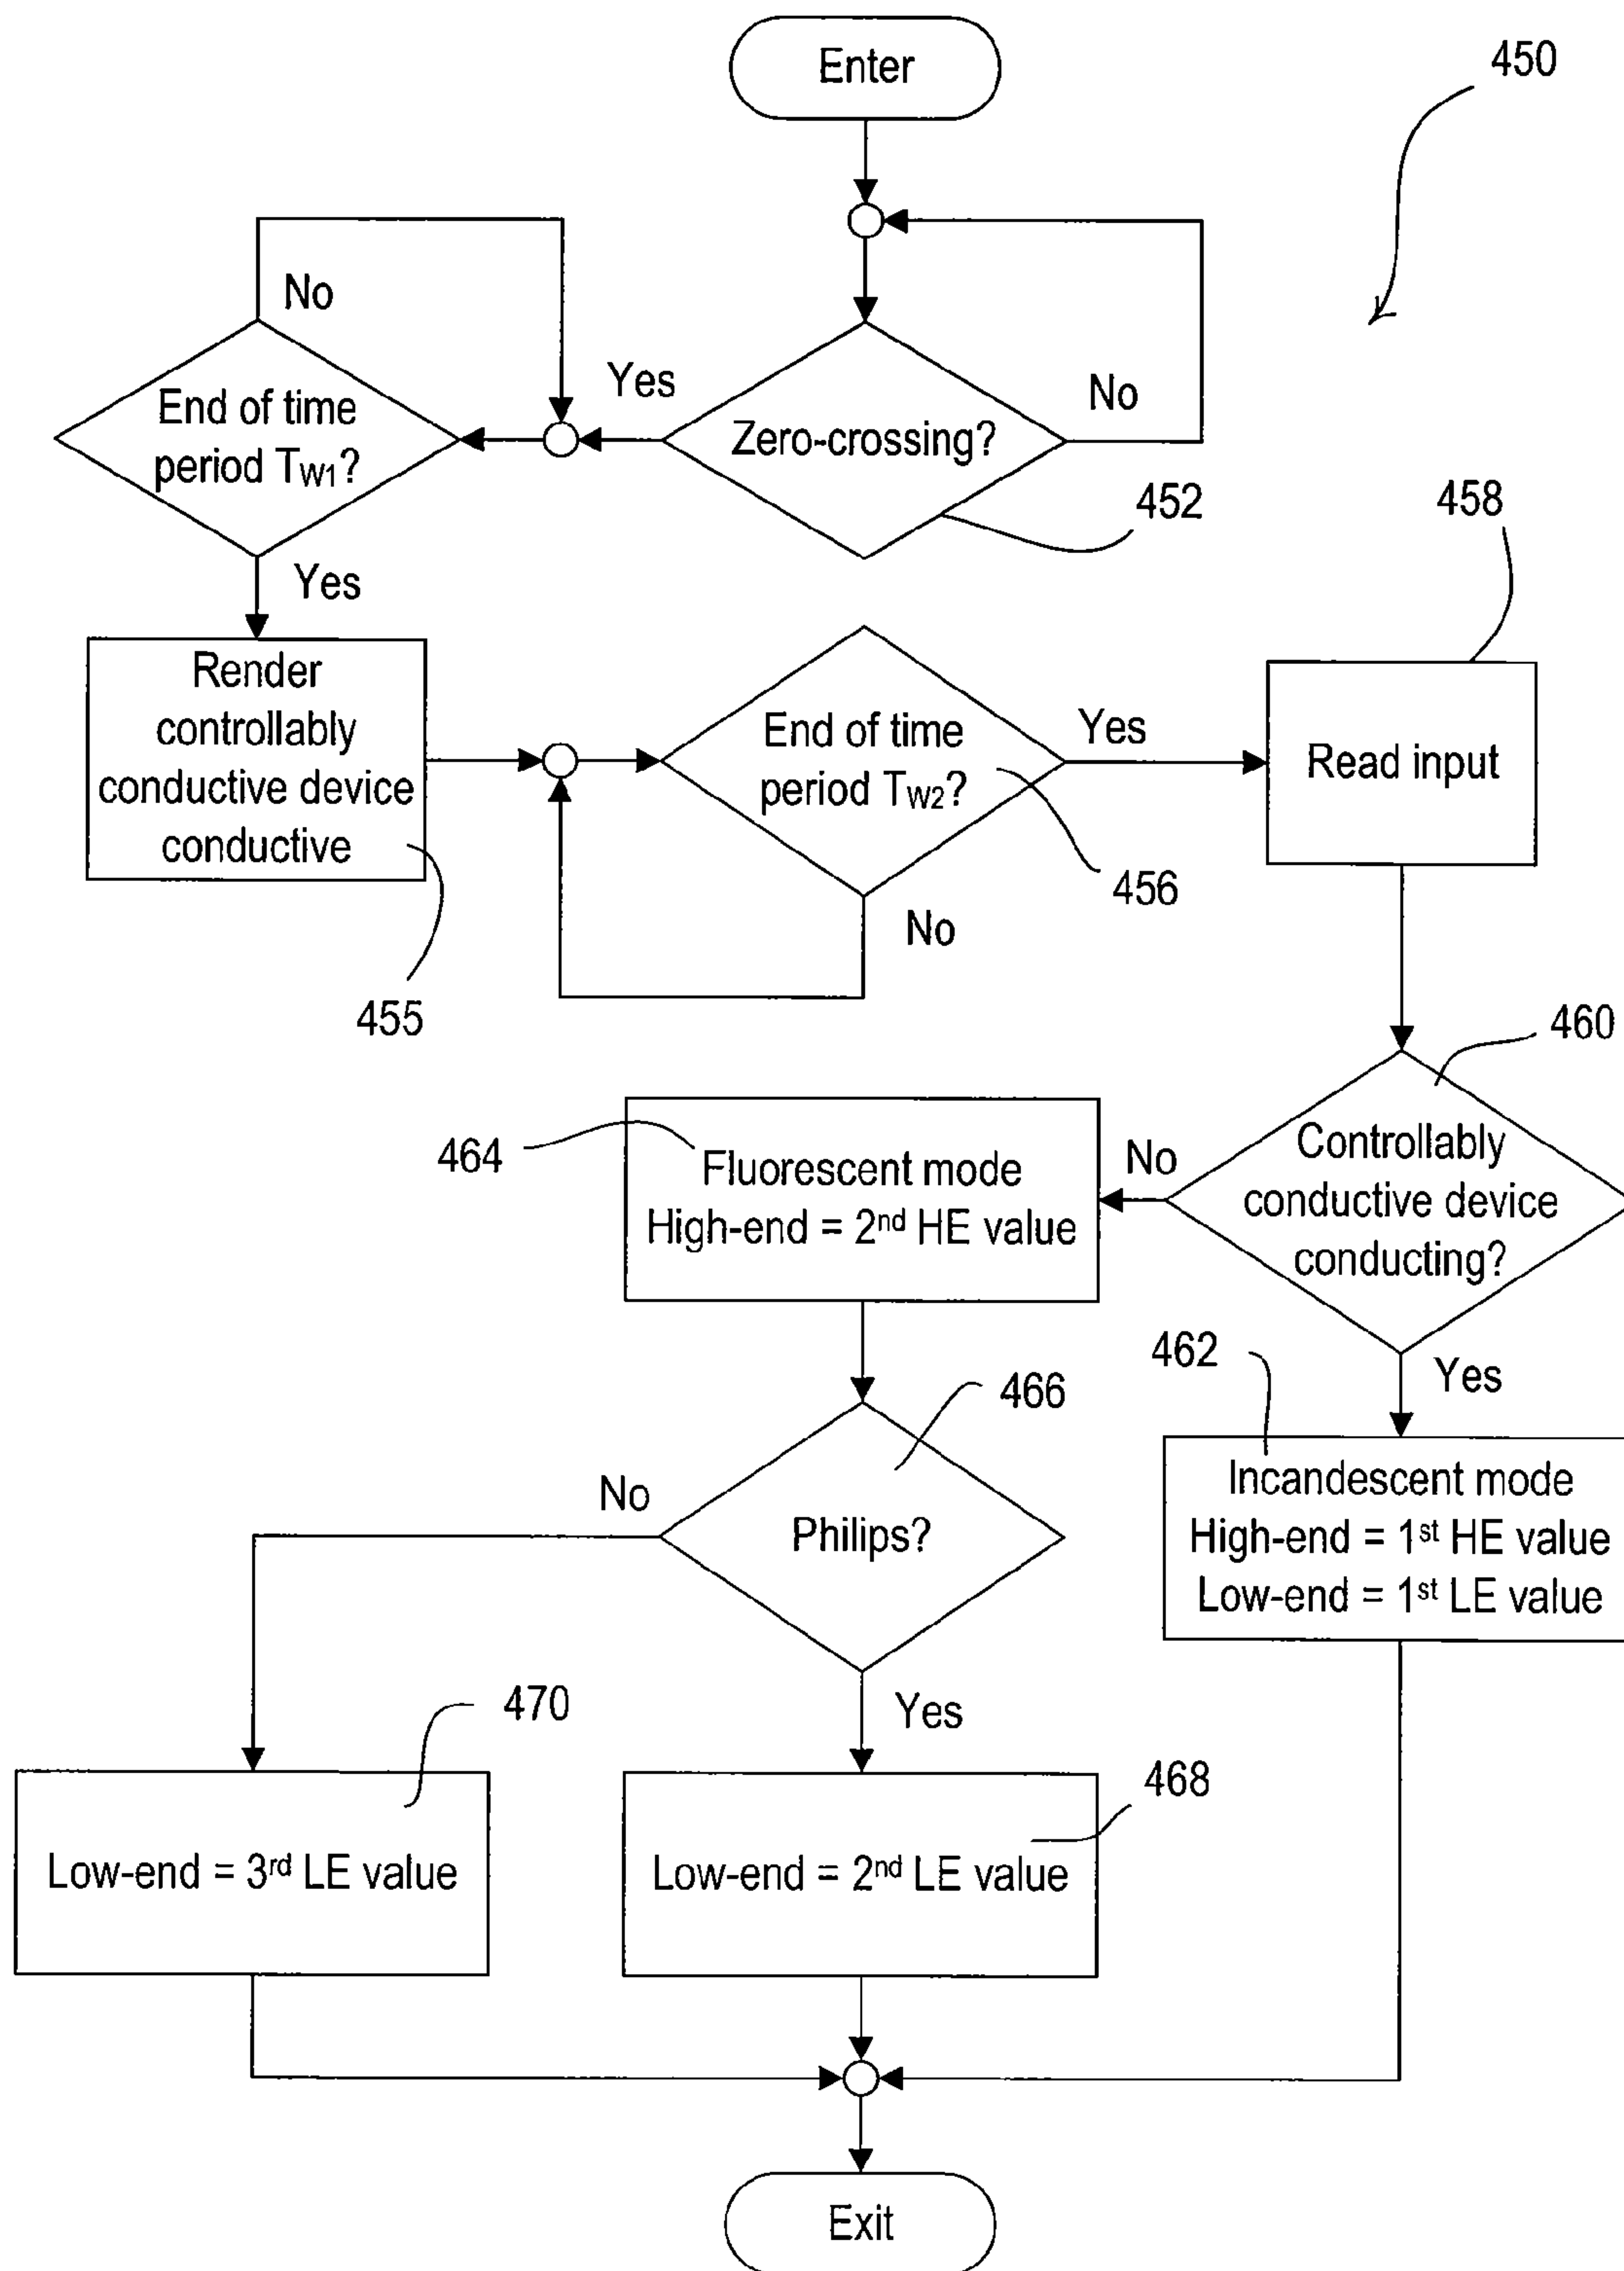 Enter
450
No
Yes
No
End of time
period TW1?
Zero-crossing?
452
458
Yes
Render
controllably
conductive device
conductive
End of time
period TW2?
Yes
Read input
456
No
455
460
464
Fluorescent mode
High-end = 2nd HE value
No
Controllably
conductive device
conducting?
462
Yes
466
No
Philips?
Incandescent mode
High-end = 1st HE value
Low-end = 1st LE value
470
Yes
468
Low-end = 3rd LE value
Low-end = 2nd LE value
Exit